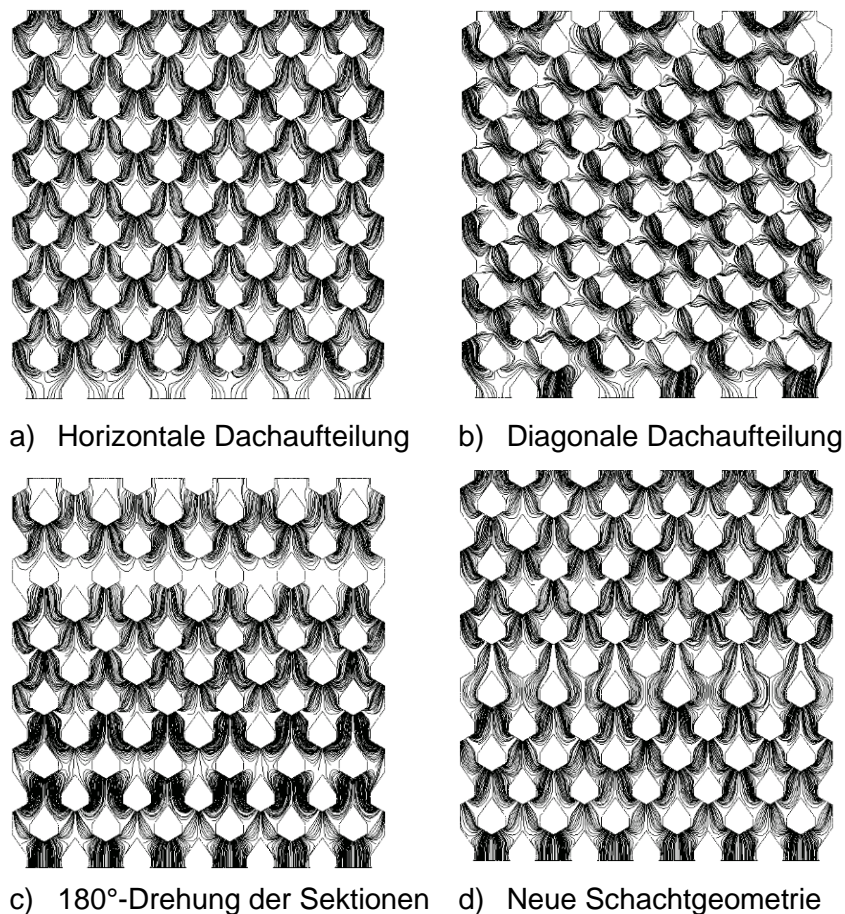 a) Horizontale Dachaufteilung
b) Diagonale Dachaufteilung
c) 180°-Drehung der Sektionen
d) Neue Schachtgeometrie